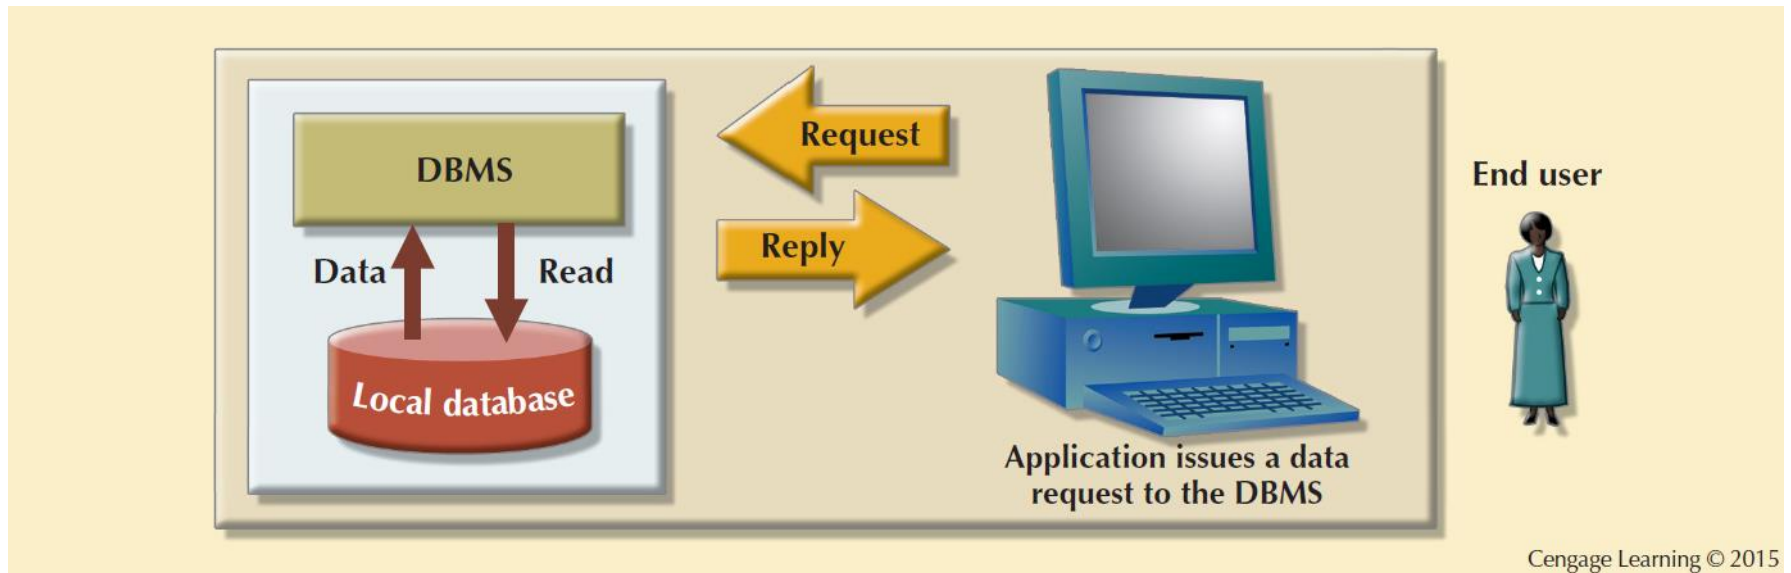 DBMS
Data
Read
Local database
Request
Reply
Application issues a data
request to the DBMS
End user
Cengage Learning © 2015